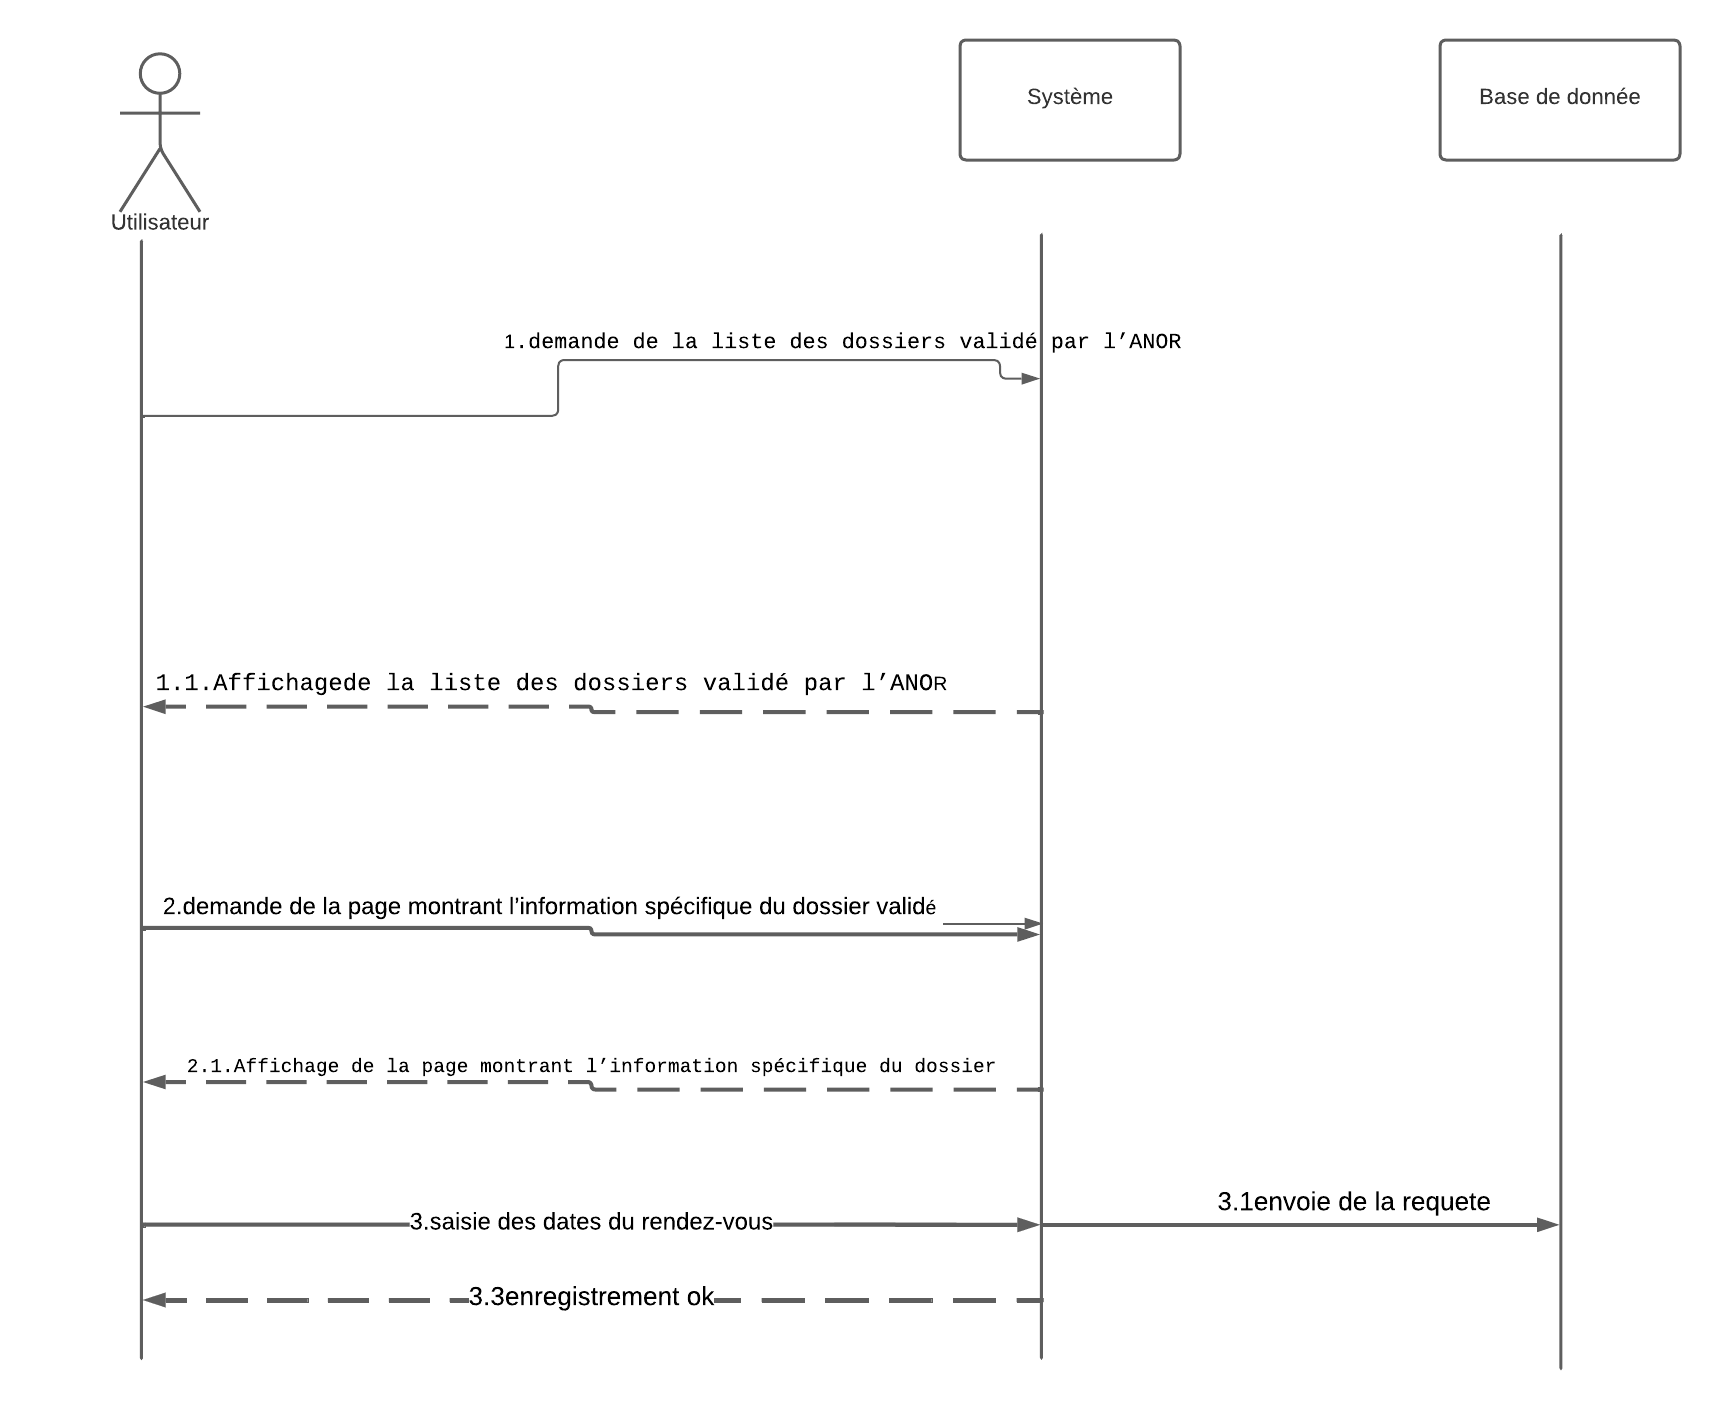 Système
Base de donnée
Utilisateur
1.demande de la liste des dossiers validé par l’ANOR
1.1.Affichagede la liste des dossiers validé par l’ANOR
2.demande de la page montrant l’information spécifique du dossier validé
2.1.Affichage de la page montrant l’information spécifique du dossier
3.1envoie de la requete
3.saisie des dates du rendez-vous
3.3enregistrement ok